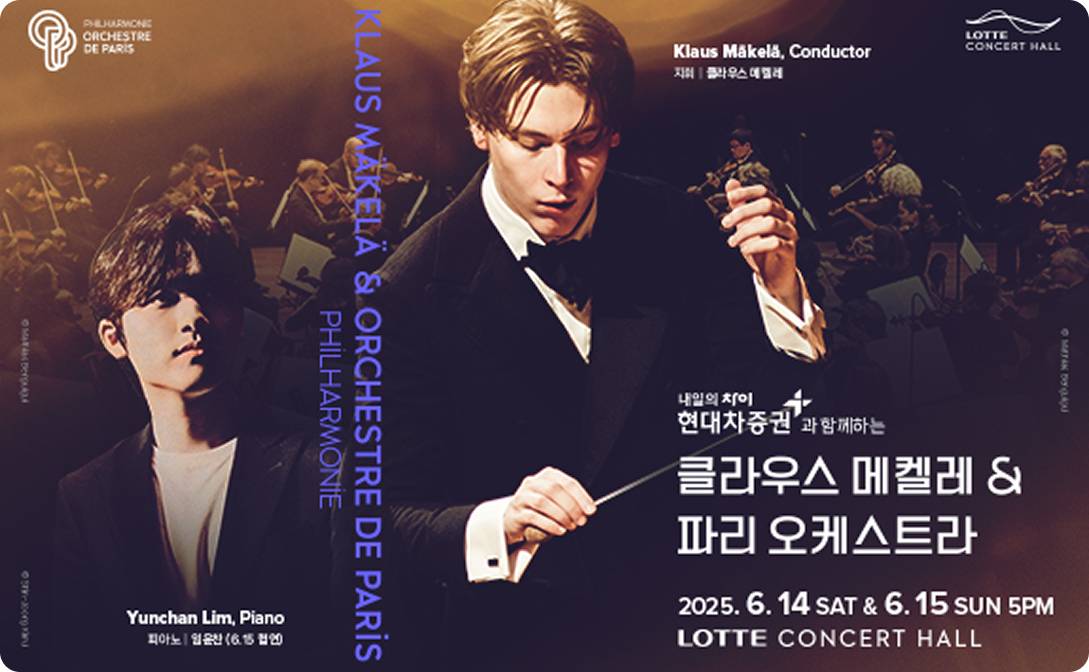 PHILHARMONIE
ORCHESTRE
DE PARIS
KLAUS MÄKELÄ & ORCHESTRE DE PARIS
PHILHARMONIE
Klaus Mäkelä, Conductor
지휘 | 클라우스 메켈레
LOTTE
CONCERT HALL
내일의 차이
현대차증권과 함께하는
클라우스 메켈레 &
파리 오케스트라
2025. 6. 14 SAT & 6. 15 SUN 5PM
LOTTE CONCERT HALL
Yunchan Lim, Piano
피아노 | 임윤찬 (6.15 협연)